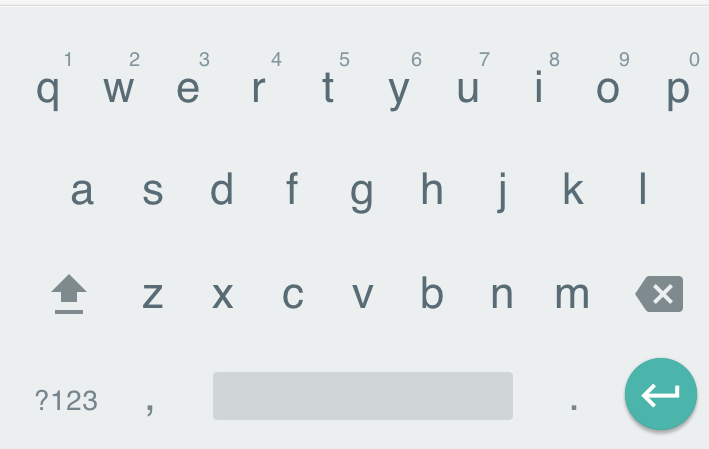 1 2 3 4 5 6 7 8 9 0
q w e r t y u i o p
a s d f g h j k l
z x c v b n m
?123 , .